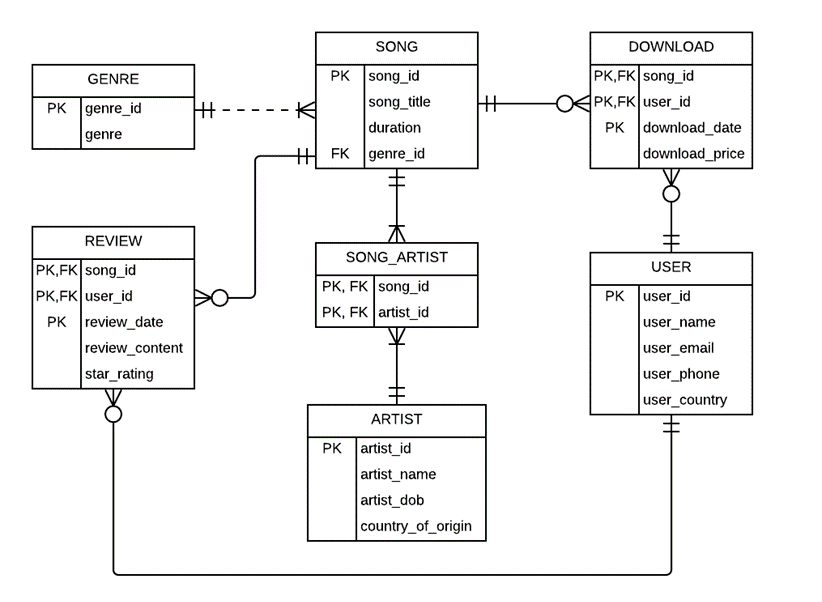 GENRE
PK genre_id
genre
SONG
PK song_id
song_title
duration
FK genre_id
DOWNLOAD
PK,FK song_id
PK,FK user_id
PK download_date
download_price
REVIEW
PK,FK song_id
PK,FK user_id
PK review_date
review_content
star_rating
SONG_ARTIST
PK, FK song_id
PK, FK artist_id
USER
PK user_id
user_name
user_email
user_phone
user_country
ARTIST
PK artist_id
artist_name
artist_dob
country_of_origin